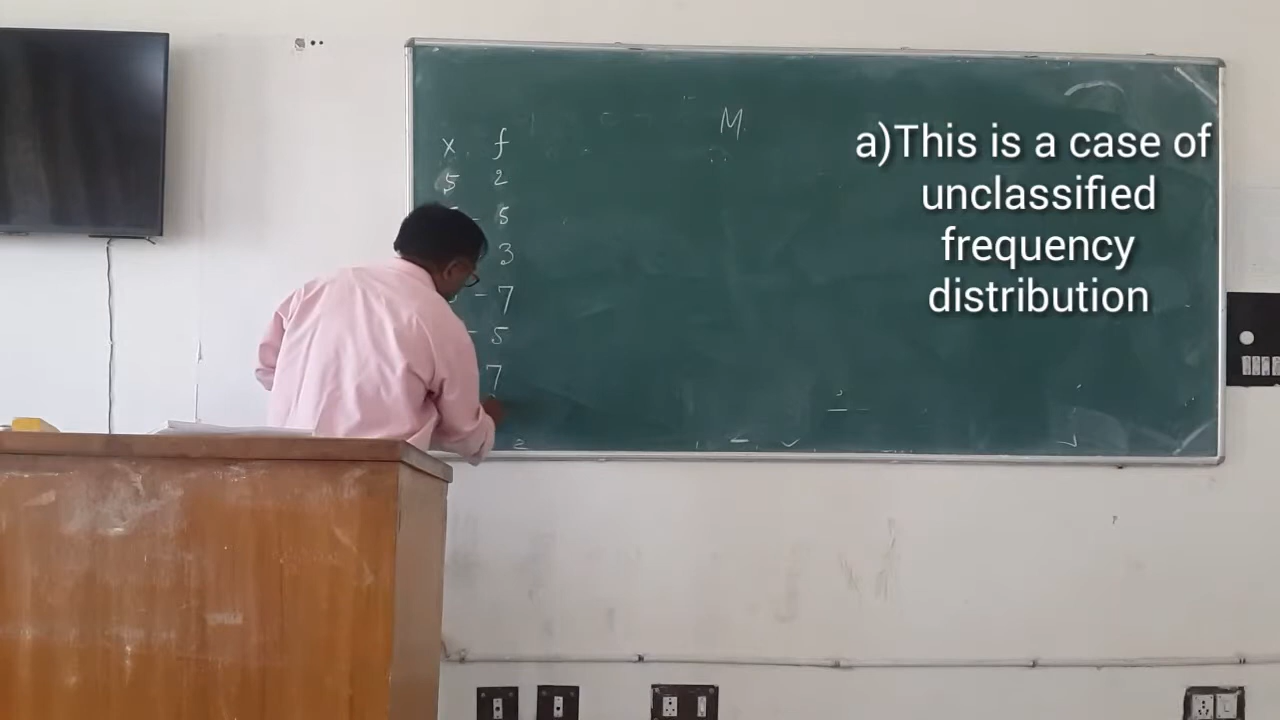 M.
x f
5 2
- 5
3
- 7
- 5
7
a)This is a case of
unclassified
frequency
distribution